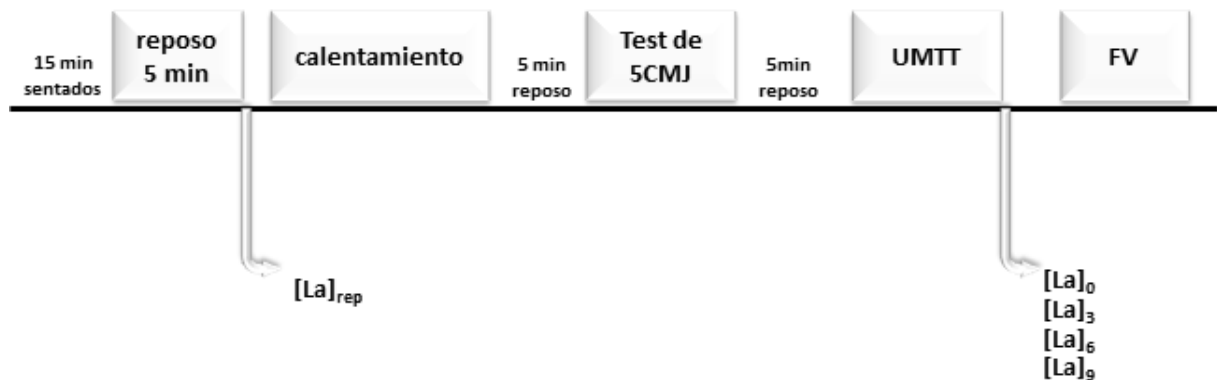 15 min
sentados
reposo
5 min
calentamiento
5 min
reposo
Test de
5CMJ
5min
reposo
UMTT
FV
[La]rep
[La]0
[La]3
[La]6
[La]9